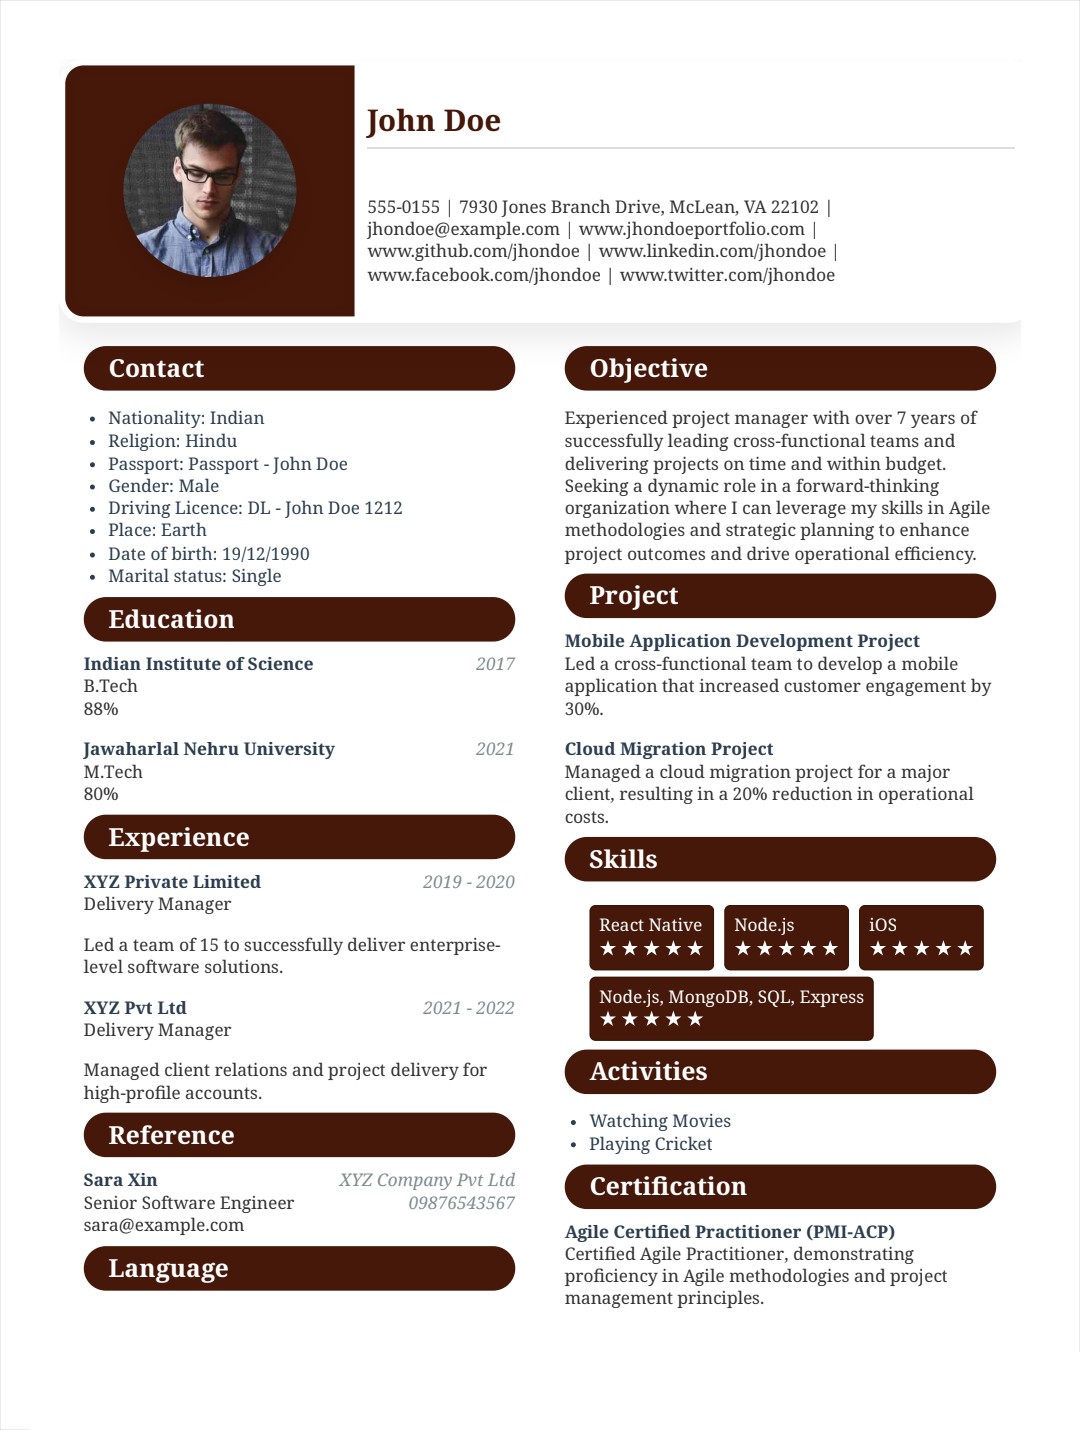 John Doe
555-0155 | 7930 Jones Branch Drive, McLean, VA 22102 |
jhondoe@example.com | www.jhondoeportfolio.com |
www.github.com/jhondoe | www.linkedin.com/jhondoe |
www.facebook.com/jhondoe | www.twitter.com/jhondoe
Contact
• Nationality: Indian
• Religion: Hindu
• Passport: Passport - John Doe
• Gender: Male
• Driving Licence: DL - John Doe 1212
• Place: Earth
• Date of birth: 19/12/1990
• Marital status: Single
Education
Indian Institute of Science 2017
B.Tech
88%
Jawaharlal Nehru University 2021
M.Tech
80%
Experience
XYZ Private Limited 2019 - 2020
Delivery Manager
Led a team of 15 to successfully deliver enterprise-
level software solutions.
XYZ Pvt Ltd 2021 - 2022
Delivery Manager
Managed client relations and project delivery for
high-profile accounts.
Reference
Sara Xin XYZ Company Pvt Ltd
Senior Software Engineer 09876543567
sara@example.com
Language
Objective
Experienced project manager with over 7 years of
successfully leading cross-functional teams and
delivering projects on time and within budget.
Seeking a dynamic role in a forward-thinking
organization where I can leverage my skills in Agile
methodologies and strategic planning to enhance
project outcomes and drive operational efficiency.
Project
Mobile Application Development Project
Led a cross-functional team to develop a mobile
application that increased customer engagement by
30%.
Cloud Migration Project
Managed a cloud migration project for a major
client, resulting in a 20% reduction in operational
costs.
Skills
React Native Node.js iOS
★★★★★ ★★★★★ ★★★★★
Node.js, MongoDB, SQL, Express
★★★★★
Activities
• Watching Movies
• Playing Cricket
Certification
Agile Certified Practitioner (PMI-ACP)
Certified Agile Practitioner, demonstrating
proficiency in Agile methodologies and project
management principles.